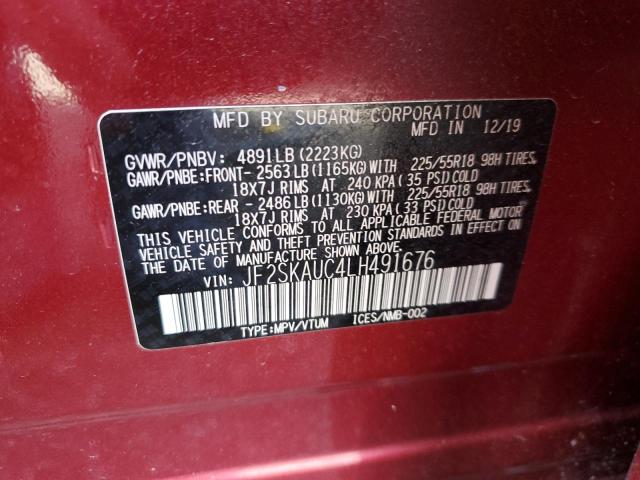 MFD BY SUBARU CORPORATION
MFD IN 12/19
GVWR/PNBV: 4891LB (2223KG)
GAWR/PNBE:FRONT- 2563LB (1165KG)WITH 225/55R18 98H TIRES,
18X7J RIMS AT 240 KPA (35 PSI) COLD
GAWR/PNBE:REAR - 2486LB (1130KG)WITH 225/55R18 98H TIRES,
18X7J RIMS AT 230 KPA (33 PSI) COLD
THIS VEHICLE CONFORMS TO ALL APPLICABLE FEDERAL MOTOR
VEHICLE SAFETY AND THEFT PREVENTION STANDARDS IN EFFECT ON
THE DATE OF MANUFACTURE SHOWN ABOVE.
VIN: JF2SKAUC4LH491676
TYPE:MPV/VTUM ICES/NMB-002